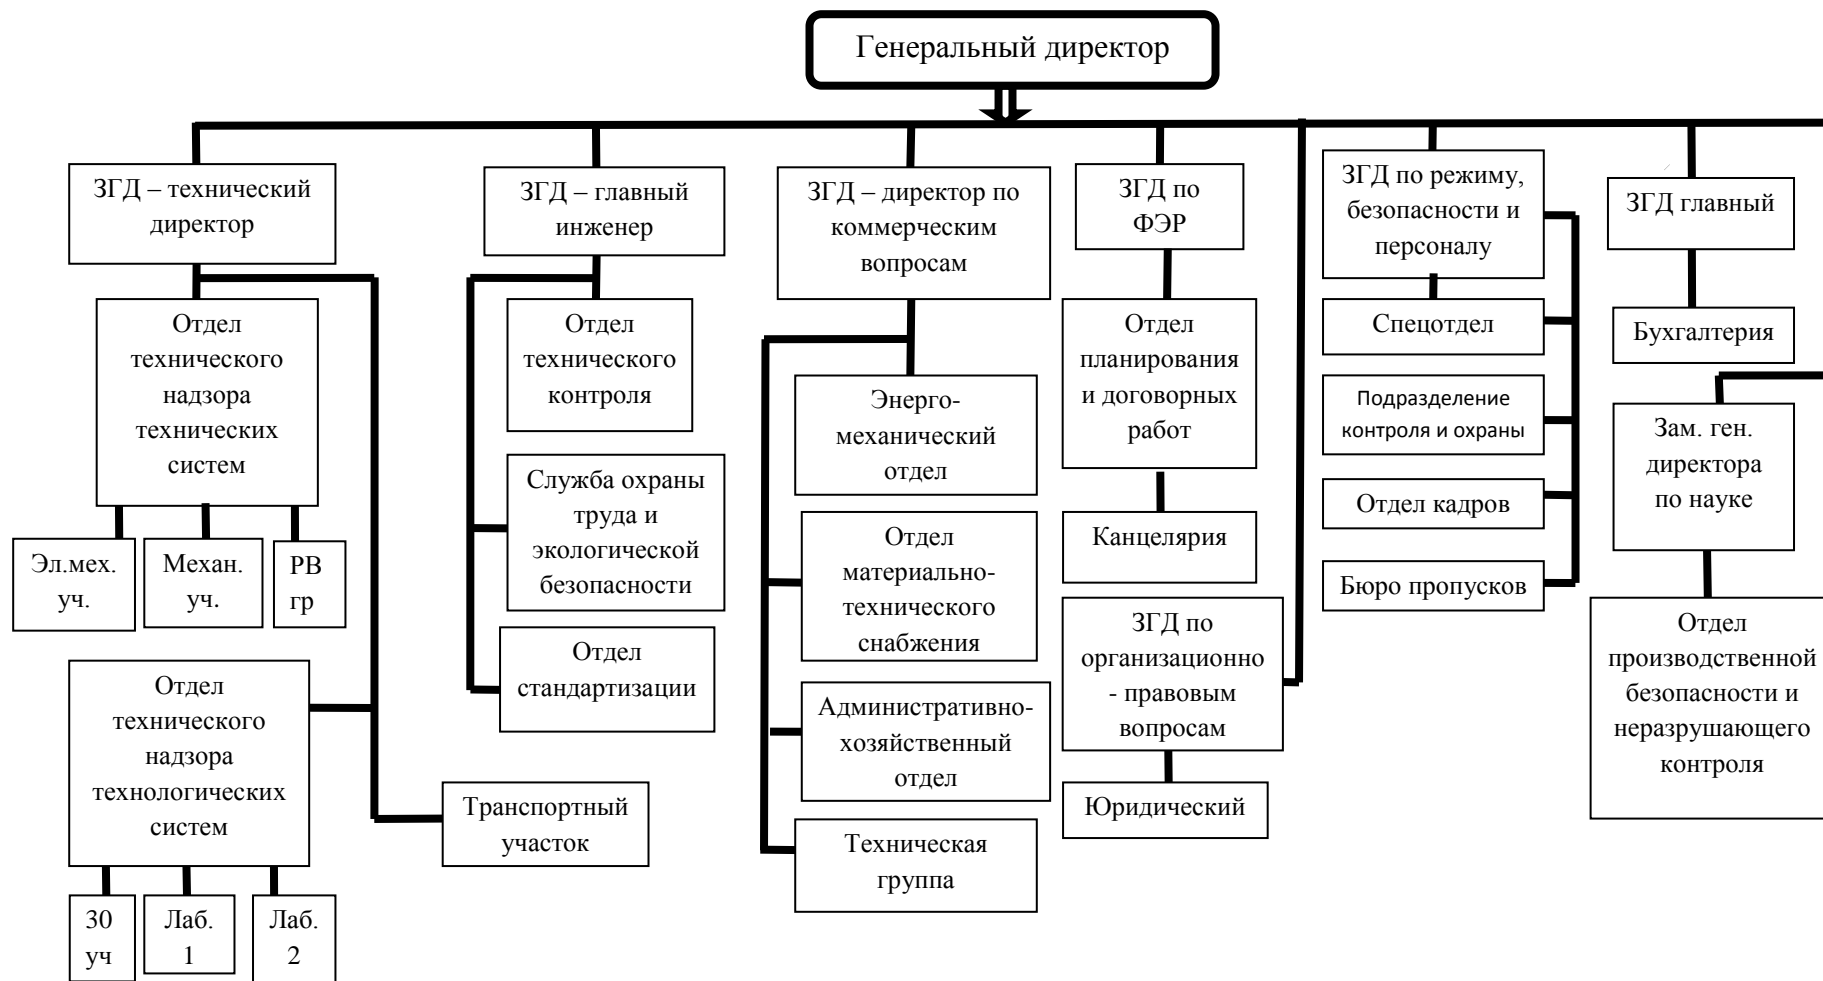 Генеральный директор
ЗГД – технический
директор
ЗГД – главный
инженер
ЗГД – директор по
коммерческим
вопросам
ЗГД по
ФЭР
ЗГД по режиму,
безопасности и
персоналу
ЗГД главный
Отдел
технического
надзора
технических
систем
Эл.мех.
уч.
Механ.
уч.
РВ
гр
Отдел
технического
надзора
технологических
систем
30
уч
Лаб.
1
Лаб.
2
Транспортный
участок
Отдел
технического
контроля
Служба охраны
труда и
экологической
безопасности
Отдел
стандартизации
Энерго-
механический
отдел
Отдел
материально-
технического
снабжения
Административно-
хозяйственный
отдел
Техническая
группа
Отдел
планирования
и договорных
работ
Канцелярия
ЗГД по
организационно
- правовым
вопросам
Юридический
Спецотдел
Подразделение
контроля и охраны
Отдел кадров
Бюро пропусков
Бухгалтерия
Зам. ген.
директора
по науке
Отдел
производственной
безопасности и
неразрушающего
контроля